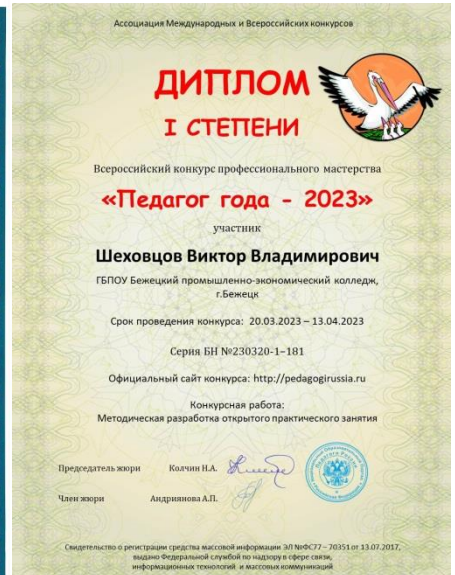 Ассоциация Международных и Всероссийских конкурсов
ДИПЛОМ
I СТЕПЕНИ
Всероссийский конкурс профессионального мастерства
«Педагог года - 2023»
участник
Шеховцов Виктор Владимирович
ГБПОУ Бежецкий промышленно-экономический колледж,
г.Бежецк
Срок проведения конкурса: 20.03.2023 – 13.04.2023
Серия БН №230320-1–181
Официальный сайт конкурса: http://pedagogirussia.ru
Конкурсная работа:
Методическая разработка открытого практического занятия
Председатель жюри Колчин Н.А.
Член жюри Андриянова А.П.
Свидетельство о регистрации средства массовой информации ЭЛ №ФС77 – 70351 от 13.07.2017,
выдано Федеральной службой по надзору в сфере связи,
информационных технологий и массовых коммуникаций